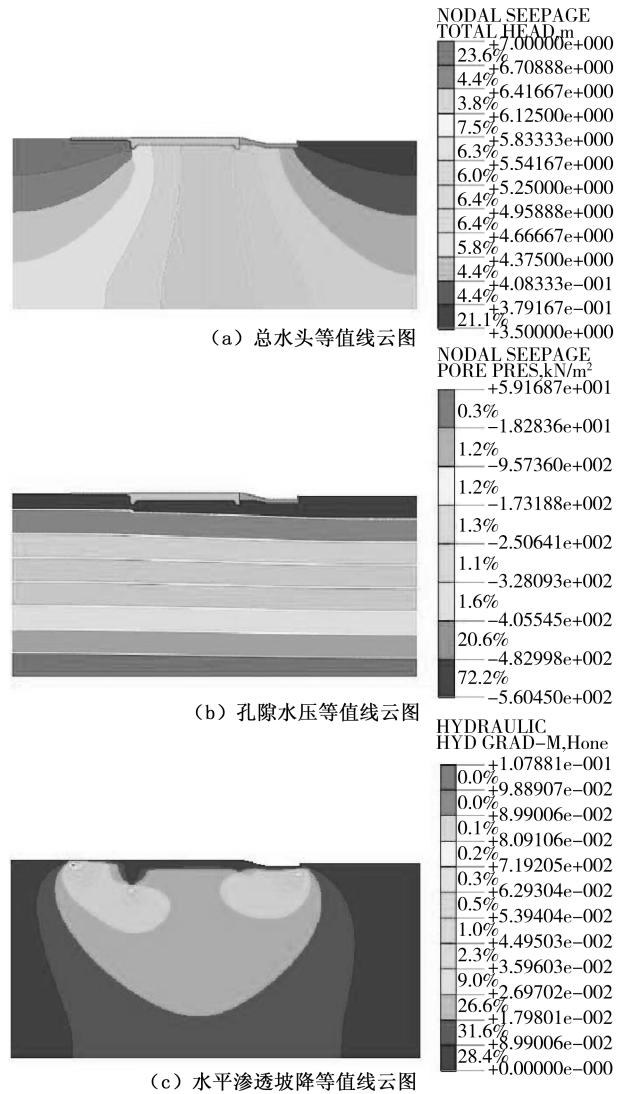 NODAL SEEPAGE
TOTAL HEAD,m
+7.00000e+000
23.6%
+6.70888e+000
4.4%
+6.41667e+000
3.8%
+6.12500e+000
7.5%
+5.83333e+000
6.3%
+5.54167e+000
6.0%
+5.25000e+000
6.4%
+4.95888e+000
6.4%
+4.66667e+000
5.8%
+4.37500e+000
4.4%
+4.08333e-001
4.4%
+3.79167e-001
21.1%
+3.50000e+000
(a) 总水头等值线云图
NODAL SEEPAGE
PORE PRES,kN/m²
+5.91687e+001
0.3%
-1.82836e+001
1.2%
-9.57360e+002
1.2%
-1.73188e+002
1.3%
-2.50641e+002
1.1%
-3.28093e+002
1.6%
-4.05545e+002
20.6%
-4.82998e+002
72.2%
-5.60450e+002
(b) 孔隙水压等值线云图
HYDRAULIC
HYD GRAD-M,Hone
+1.07881e-001
0.0%
+9.88907e-002
0.0%
+8.99006e-002
0.1%
+8.09106e-002
0.2%
+7.19205e+002
0.3%
+6.29304e-002
0.5%
+5.39404e-002
1.0%
+4.49503e-002
2.3%
+3.59603e-002
9.0%
+2.69702e-002
26.6%
+1.79801e-002
31.6%
+8.99006e-002
28.4%
+0.00000e-000
(c) 水平渗透坡降等值线云图